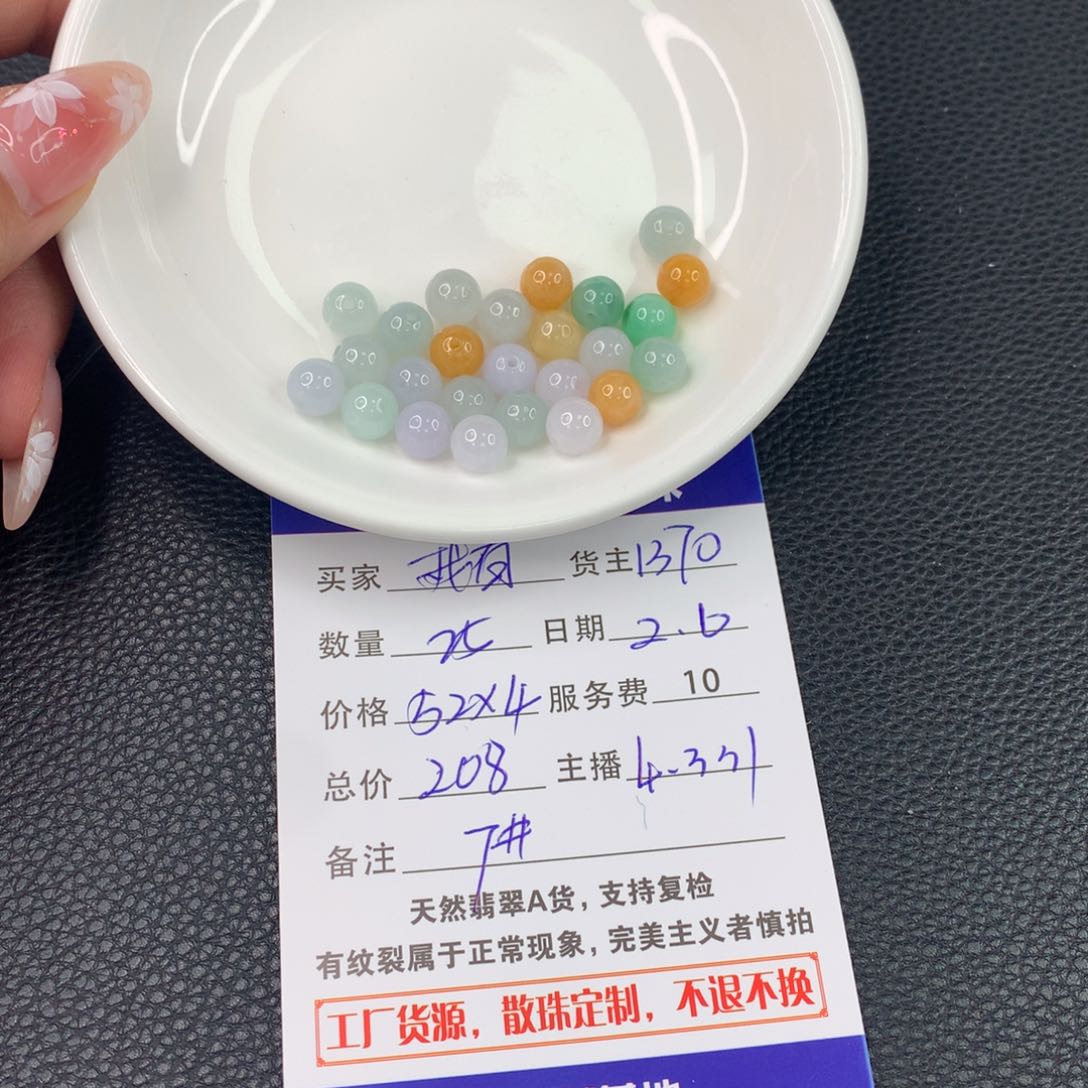 买家 我有 货主 1370
数量 日期 2.6
价格 52×4 服务费 10
总价 208 主播
备注 7#
天然翡翠A货，支持复检
有纹裂属于正常现象，完美主义者慎拍
工厂货源，散珠定制，不退不换